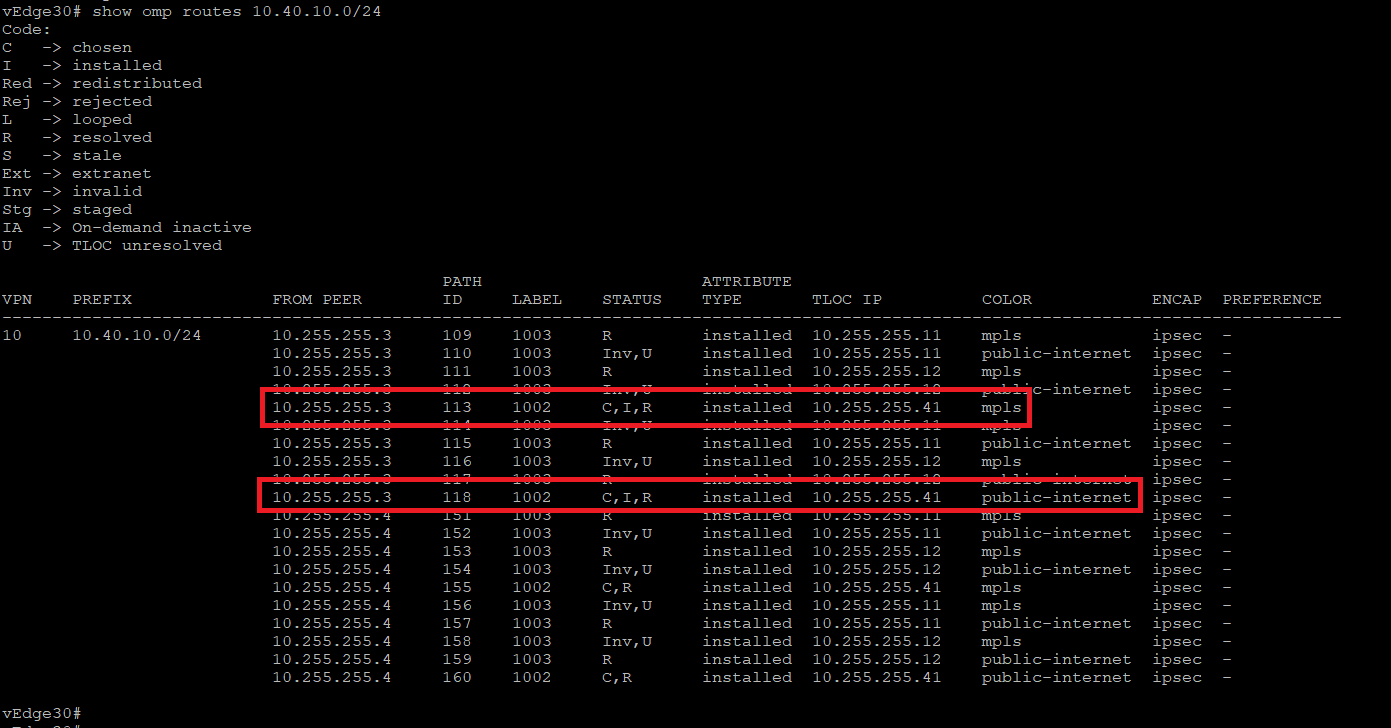 vEdge30# show omp routes 10.40.10.0/24
Code:
C   -> chosen
I   -> installed
Red -> redistributed
Rej -> rejected
L   -> looped
R   -> resolved
S   -> stale
Ext -> extranet
Inv -> invalid
Stg -> staged
IA  -> On-demand inactive
U   -> TLOC unresolved
PATH ATTRIBUTE
VPN PREFIX FROM PEER ID LABEL STATUS TYPE TLOC IP COLOR ENCAP PREFERENCE
--------------------------------------------------------------------------------------------------------------------------------------
10 10.40.10.0/24 10.255.255.3 109 1003 R installed 10.255.255.11 mpls ipsec -
10.255.255.3 110 1003 Inv,U installed 10.255.255.11 public-internet ipsec -
10.255.255.3 111 1003 R installed 10.255.255.12 mpls ipsec -
10.255.255.3 112 1003 Inv,U installed 10.255.255.12 public-internet ipsec -
10.255.255.3 113 1002 C,I,R installed 10.255.255.41 mpls ipsec -
10.255.255.3 114 1003 Inv,U installed 10.255.255.11 mpls ipsec -
10.255.255.3 115 1003 R installed 10.255.255.11 public-internet ipsec -
10.255.255.3 116 1003 Inv,U installed 10.255.255.12 mpls ipsec -
10.255.255.3 117 1003 R installed 10.255.255.12 public-internet ipsec -
10.255.255.3 118 1002 C,I,R installed 10.255.255.41 public-internet ipsec -
10.255.255.4 151 1003 R installed 10.255.255.11 mpls ipsec -
10.255.255.4 152 1003 Inv,U installed 10.255.255.11 public-internet ipsec -
10.255.255.4 153 1003 R installed 10.255.255.12 mpls ipsec -
10.255.255.4 154 1003 Inv,U installed 10.255.255.12 public-internet ipsec -
10.255.255.4 155 1002 C,R installed 10.255.255.41 mpls ipsec -
10.255.255.4 156 1003 Inv,U installed 10.255.255.11 mpls ipsec -
10.255.255.4 157 1003 R installed 10.255.255.11 public-internet ipsec -
10.255.255.4 158 1003 Inv,U installed 10.255.255.12 mpls ipsec -
10.255.255.4 159 1003 R installed 10.255.255.12 public-internet ipsec -
10.255.255.4 160 1002 C,R installed 10.255.255.41 public-internet ipsec -
vEdge30#
vEdge30#